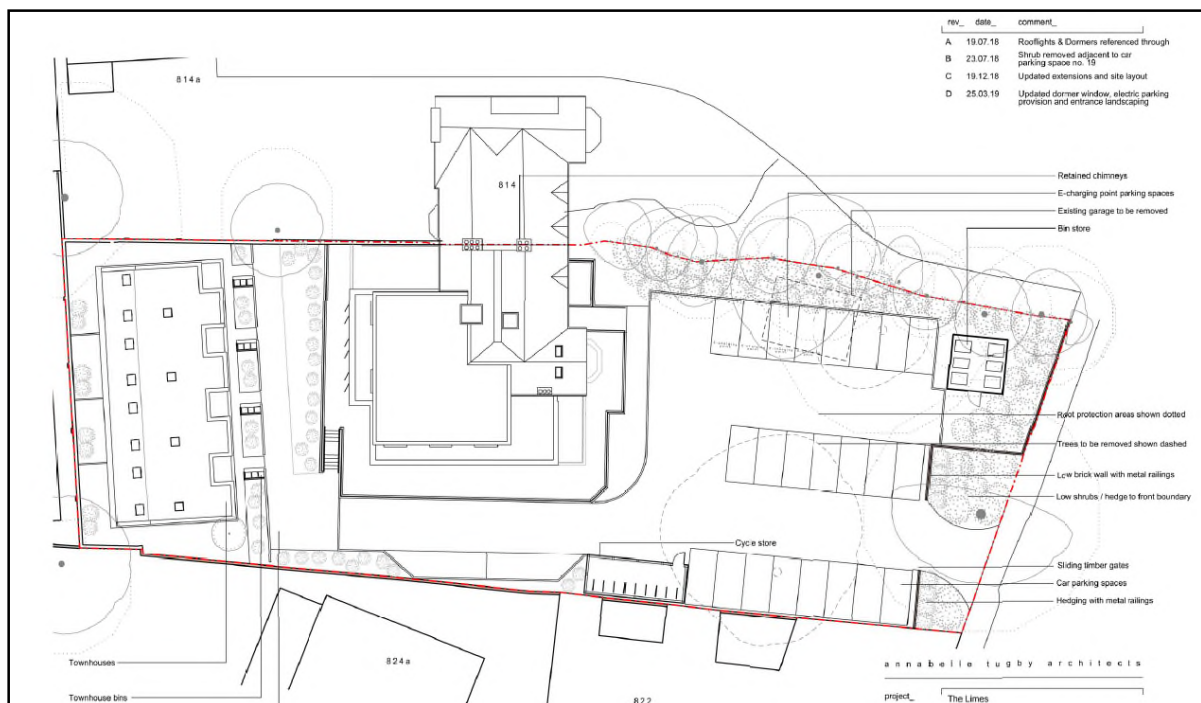 rev_ date_ comment_
A 19.07.18 Rooflights & Dormers referenced through
B 23.07.18 Shrub removed adjacent to car
parking space no. 19
C 19.12.18 Updated extensions and site layout
D 25.03.19 Updated dormer window, electric parking
provision and entrance landscaping
814a
814
Retained chimneys
E-charging point parking spaces
Existing garage to be removed
Bin store
Root protection areas shown dotted
Trees to be removed shown dashed
Low brick wall with metal railings
Low shrubs / hedge to front boundary
Cycle store
Sliding timber gates
Car parking spaces
Hedging with metal railings
Townhouses
824a
Townhouse bins
822
annabelle tugby architects
project_ The Limes